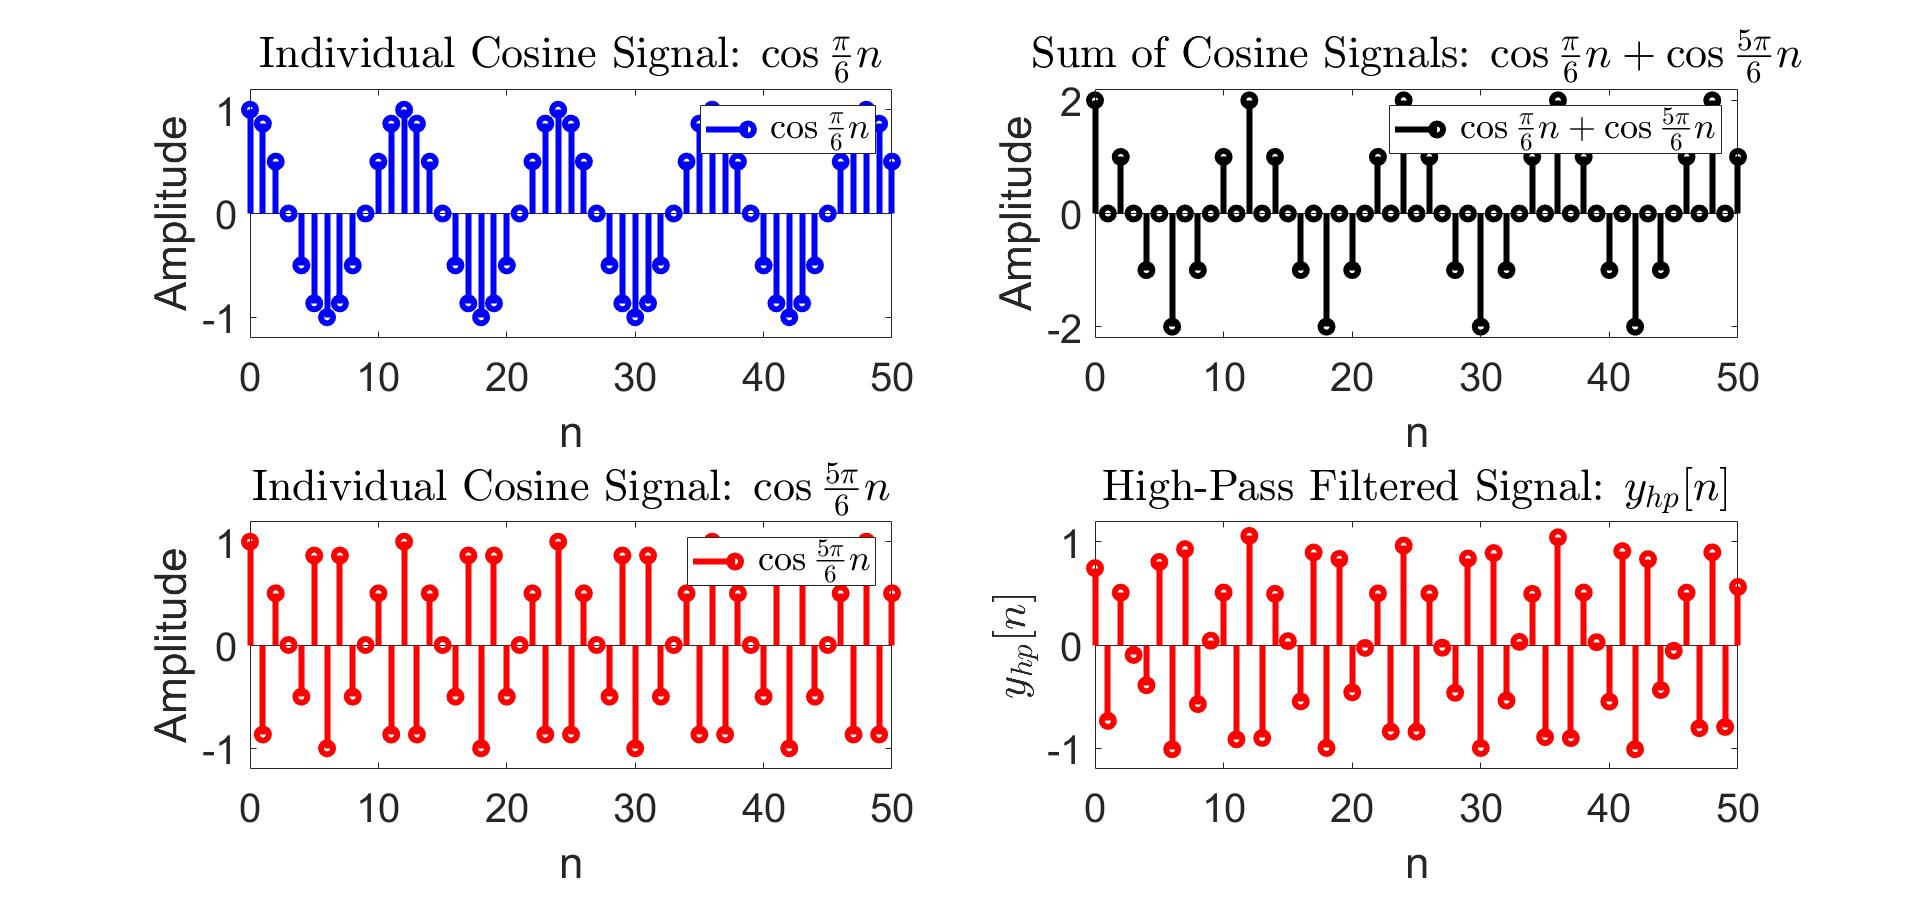 Individual Cosine Signal: cos π/6 n
Amplitude
1
0
-1
cos π/6 n
0 10 20 30 40 50
n
Sum of Cosine Signals: cos π/6 n + cos 5π/6 n
Amplitude
2
0
-2
cos π/6 n + cos 5π/6 n
0 10 20 30 40 50
n
Individual Cosine Signal: cos 5π/6 n
Amplitude
1
0
-1
cos 5π/6 n
0 10 20 30 40 50
n
High-Pass Filtered Signal: y_hp[n]
y_hp[n]
1
0
-1
0 10 20 30 40 50
n